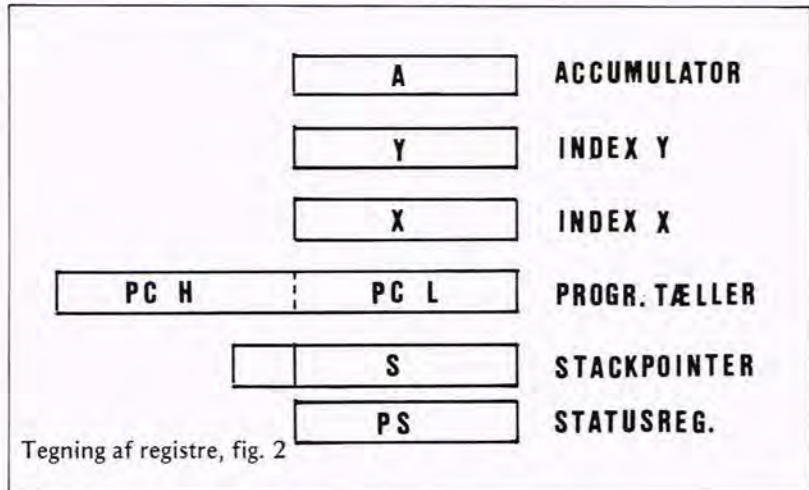 A ACCUMULATOR
Y INDEX Y
X INDEX X
PC H PC L PROGR. TÆLLER
S STACKPOINTER
PS STATUSREG.
Tegning af registre, fig. 2